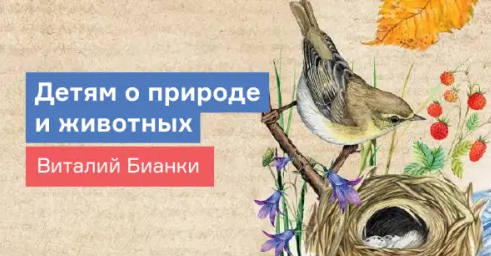 Детям о природе
и животных
Виталий Бианки